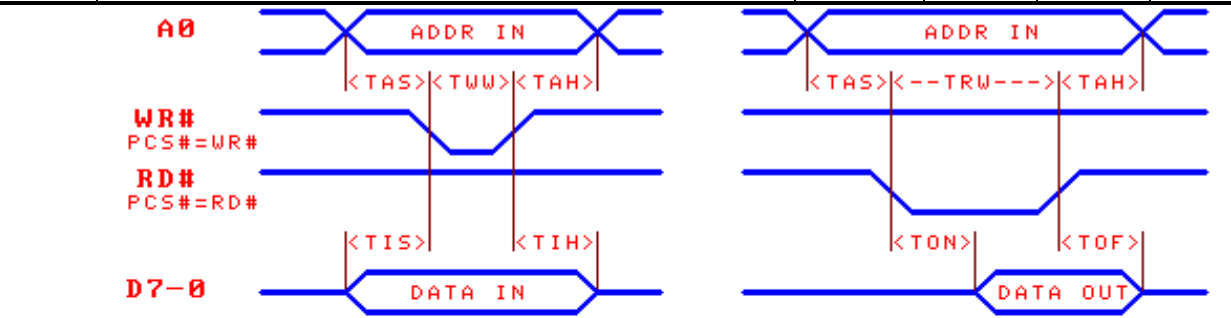 A0 ADDR IN ADDR IN
<TAS><TWW><TAH> <TAS><--TRW---><TAH>
WR#
PCS#=WR#
RD#
PCS#=RD#
<TIS> <TIH> <TON> <TOF>
D7-0 DATA IN DATA OUT